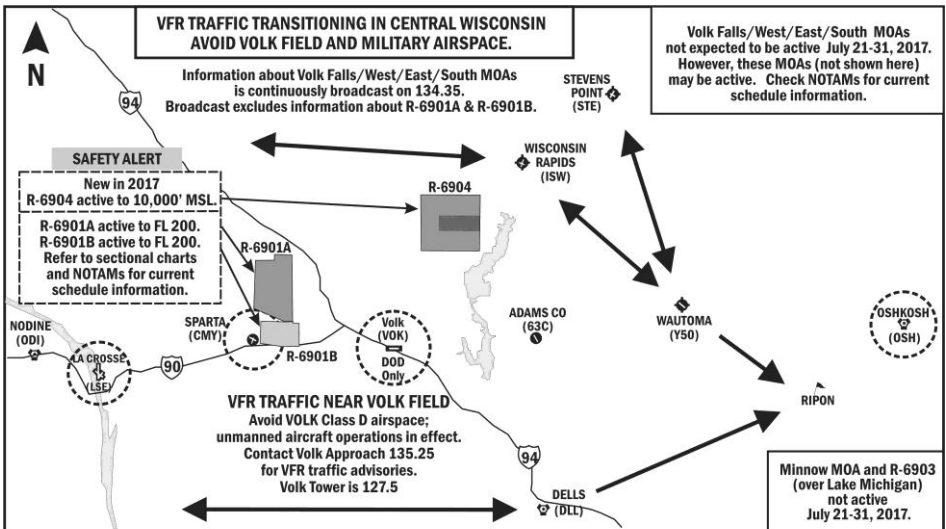 VFR TRAFFIC TRANSITIONING IN CENTRAL WISCONSIN
AVOID VOLK FIELD AND MILITARY AIRSPACE.
N
94
Information about Volk Falls/West/East/South MOAs
is continuously broadcast on 134.35.
Broadcast excludes information about R-6901A & R-6901B.
Volk Falls/West/East/South MOAs
not expected to be active July 21-31, 2017.
However, these MOAs (not shown here)
may be active. Check NOTAMs for current
schedule information.
STEVENS
POINT
(STE)
WISCONSIN
RAPIDS
(ISW)
SAFETY ALERT
New in 2017
R-6904 active to 10,000' MSL.
R-6901A active to FL 200.
R-6901B active to FL 200.
Refer to sectional charts
and NOTAMs for current
schedule information.
R-6904
R-6901A
NODINE
(ODI)
LA CROSSE
(LSE)
90
SPARTA
(CMY)
R-6901B
Volk
(VOK)
DOD
Only
ADAMS CO
(63C)
WAUTOMA
(Y50)
OSHKOSH
(OSH)
RIPON
VFR TRAFFIC NEAR VOLK FIELD
Avoid VOLK Class D airspace;
unmanned aircraft operations in effect.
Contact Volk Approach 135.25
for VFR traffic advisories.
Volk Tower is 127.5
94
DELLS
(DLL)
Minnow MOA and R-6903
(over Lake Michigan)
not active
July 21-31, 2017.